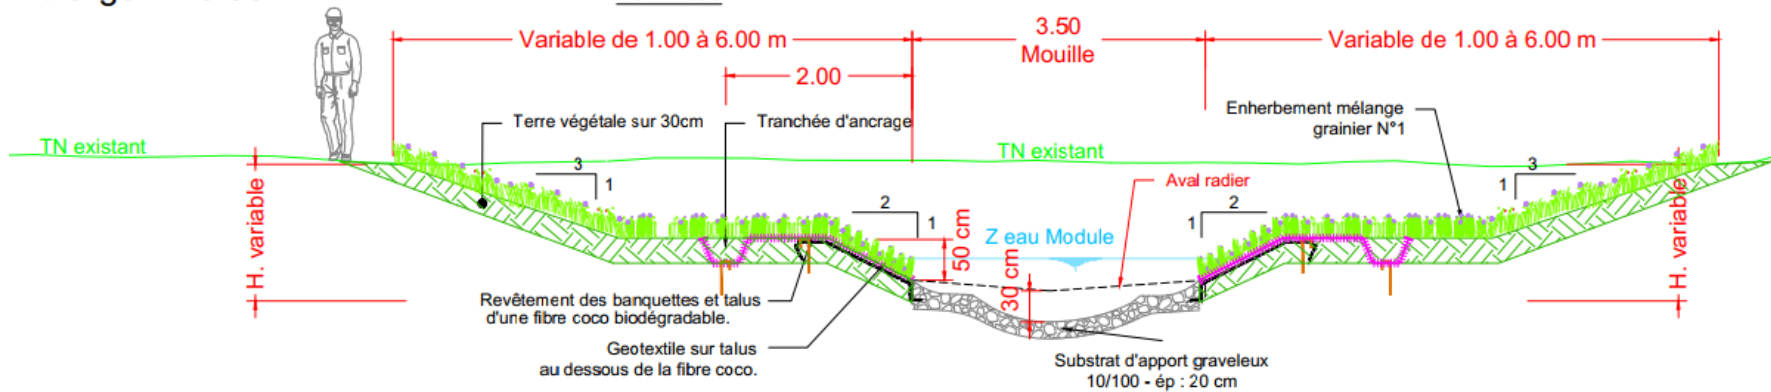 Variable de 1.00 à 6.00 m
3.50
Mouille
Variable de 1.00 à 6.00 m
2.00
Terre végétale sur 30cm
Tranchée d'ancrage
Enherbement mélange
grainier N°1
TN existant
TN existant
3
1
Aval radier
3
1
H. variable
2
1
50 cm
Z eau Module
1
2
H. variable
30 cm
Revêtement des banquettes et talus
d'une fibre coco biodégradable.
Geotextile sur talus
au dessous de la fibre coco.
Substrat d'apport graveleux
10/100 - ép : 20 cm